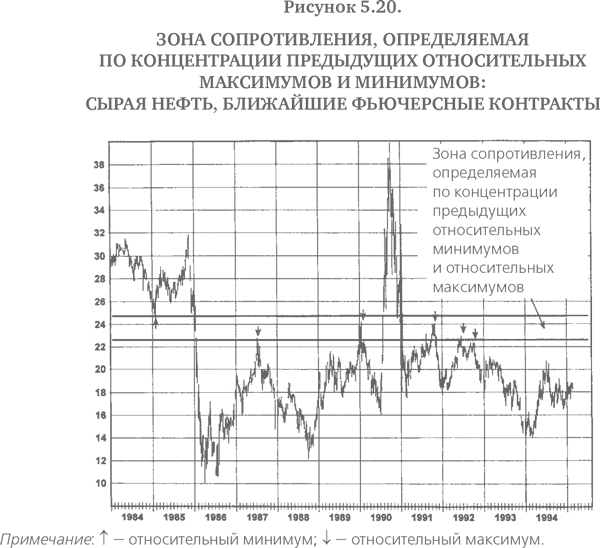 Рисунок 5.20.
ЗОНА СОПРОТИВЛЕНИЯ, ОПРЕДЕЛЯЕМАЯ
ПО КОНЦЕНТРАЦИИ ПРЕДЫДУЩИХ ОТНОСИТЕЛЬНЫХ
МАКСИМУМОВ И МИНИМУМОВ:
СЫРАЯ НЕФТЬ, БЛИЖАЙШИЕ ФЬЮЧЕРСНЫЕ КОНТРАКТЫ
Зона сопротивления,
определяемая
по концентрации
предыдущих
относительных
минимумов
и относительных
максимумов
38
36
34
32
30
28
26
24
22
20
18
16
14
12
10
1984 1985 1986 1987 1988 1989 1990 1991 1992 1993 1994
Примечание: ↑ — относительный минимум; ↓ — относительный максимум.